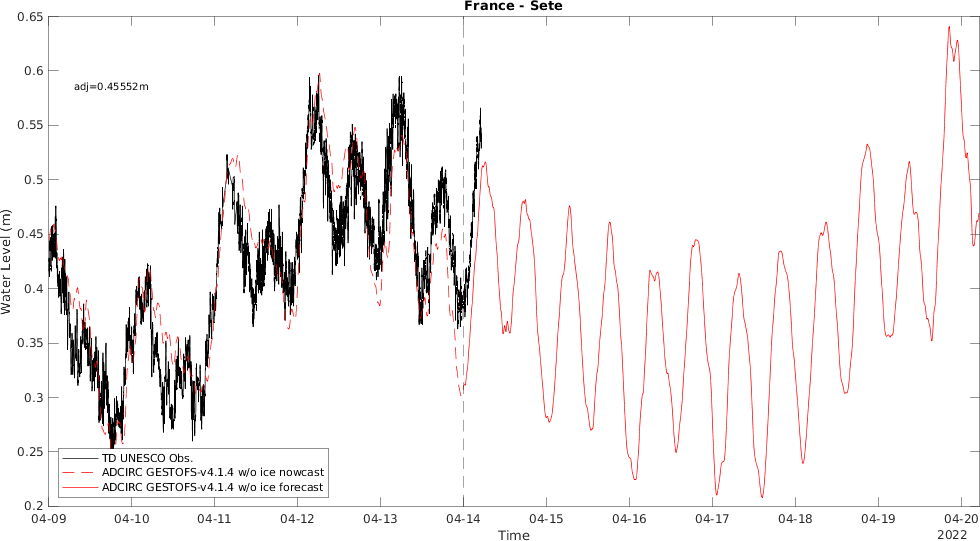 France - Sete
0.65
0.6
0.55
0.5
0.45
0.4
0.35
0.3
0.25
0.2
Water Level (m)
adj=0.45552m
TD UNESCO Obs.
ADCIRC GESTOFS-v4.1.4 w/o ice nowcast
ADCIRC GESTOFS-v4.1.4 w/o ice forecast
04-09 04-10 04-11 04-12 04-13 04-14 04-15 04-16 04-17 04-18 04-19 04-20
Time
2022